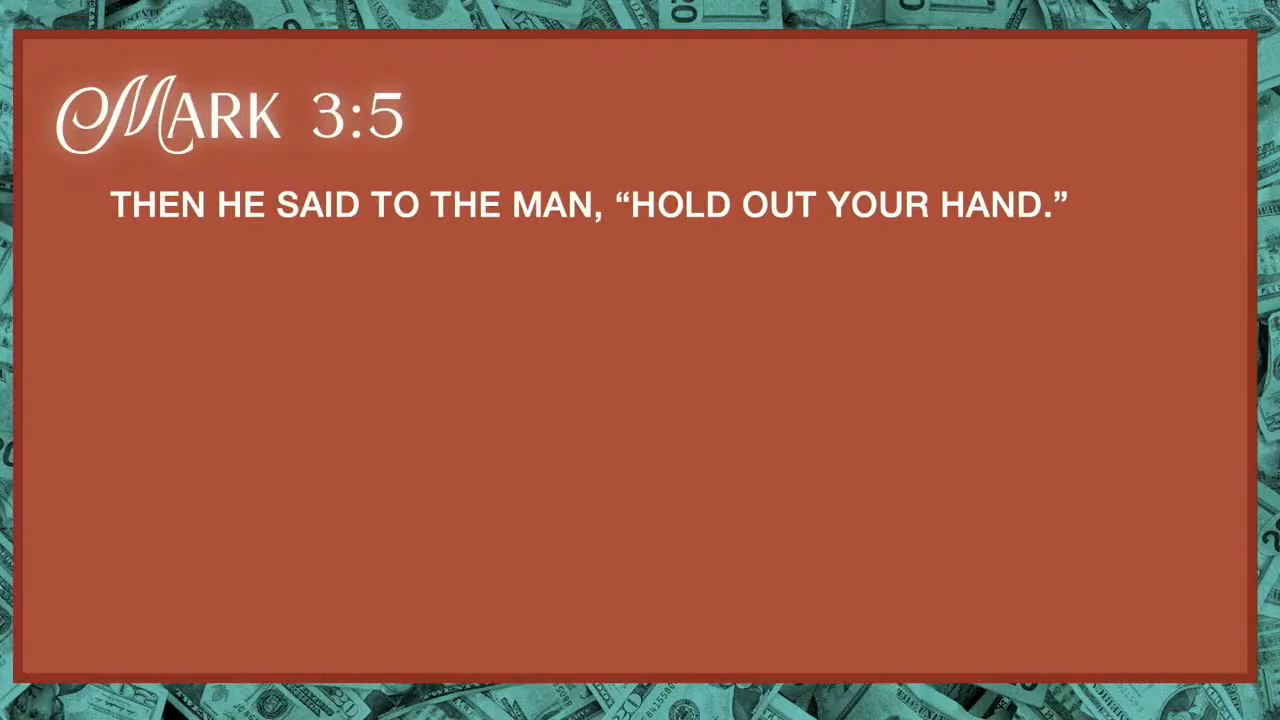 Mark 3:5
THEN HE SAID TO THE MAN, “HOLD OUT YOUR HAND.”